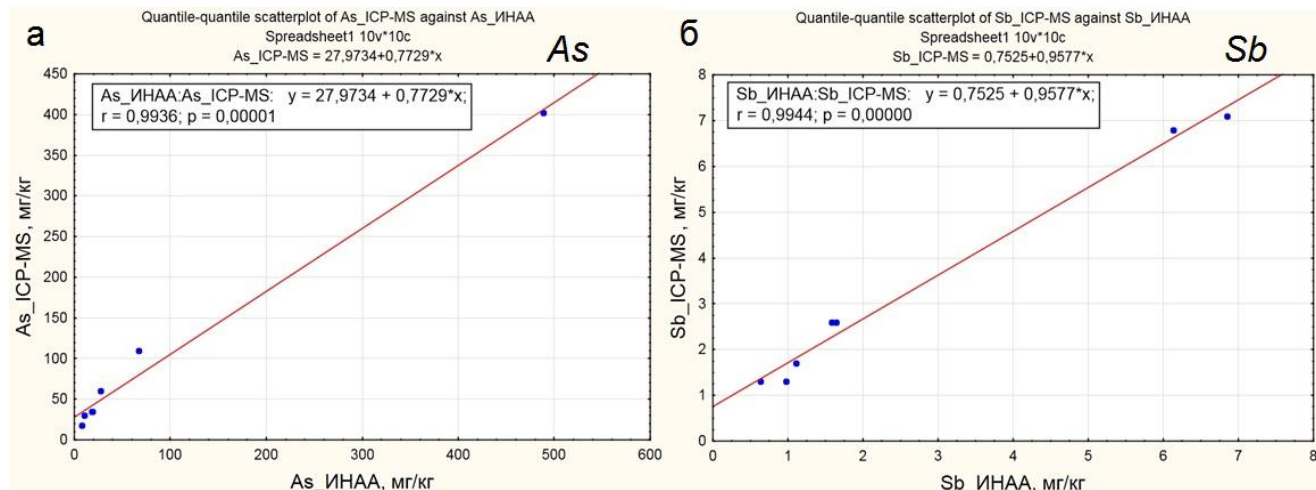 а
Quantile-quantile scatterplot of As_ICP-MS against As_ИНАА
Spreadsheet1 10v*10c
As_ICP-MS = 27,9734+0,7729*x
As
As_ИНАА:As_ICP-MS: y = 27,9734 + 0,7729*x;
r = 0,9936; p = 0,00001
As_ICP-MS, мг/кг
450
400
350
300
250
200
150
100
50
0
0 100 200 300 400 500 600
As_ИНАА, мг/кг
б
Quantile-quantile scatterplot of Sb_ICP-MS against Sb_ИНАА
Spreadsheet1 10v*10c
Sb_ICP-MS = 0,7525+0,9577*x
Sb
Sb_ИНАА:Sb_ICP-MS: y = 0,7525 + 0,9577*x;
r = 0,9944; p = 0,00000
Sb_ICP-MS, мг/кг
8
7
6
5
4
3
2
1
0
0 1 2 3 4 5 6 7 8
Sb_ИНАА, мг/кг